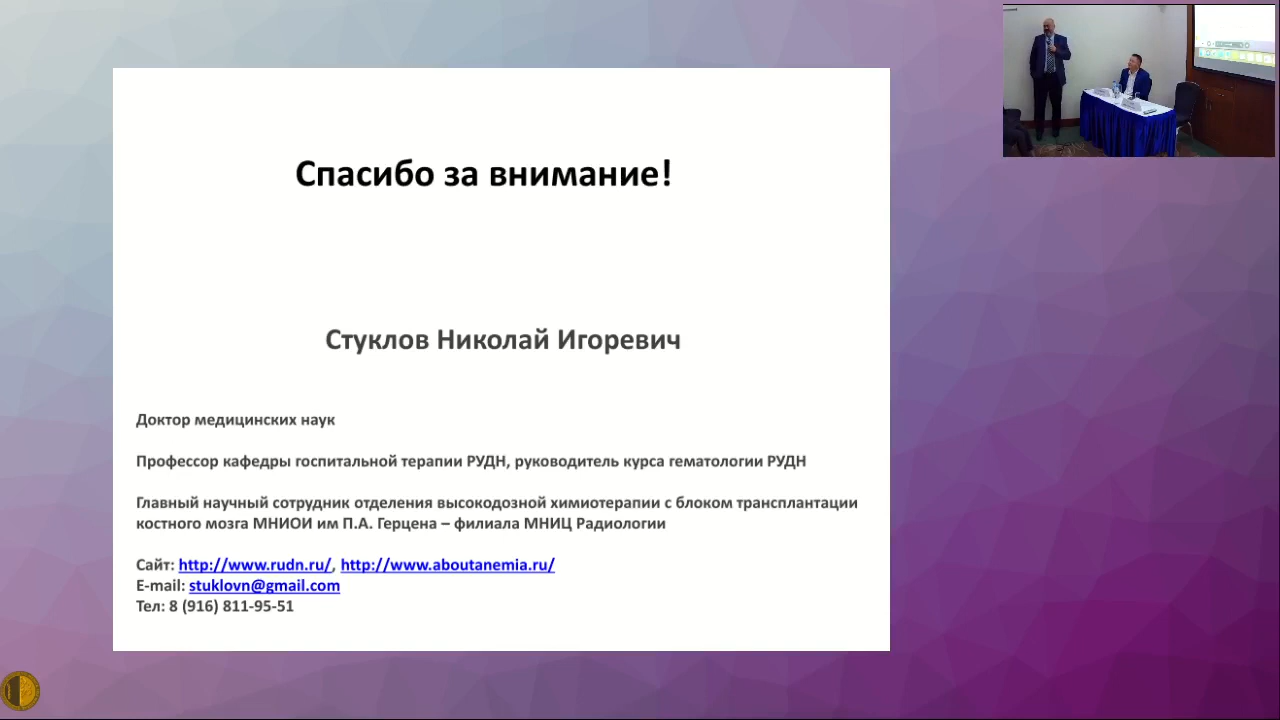 Спасибо за внимание!
Стуклов Николай Игоревич
Доктор медицинских наук
Профессор кафедры госпитальной терапии РУДН, руководитель курса гематологии РУДН
Главный научный сотрудник отделения высокодозной химиотерапии с блоком трансплантации
костного мозга МНИОИ им П.А. Герцена – филиала МНИЦ Радиологии
Сайт: http://www.rudn.ru/, http://www.aboutanemia.ru/
E-mail: stuklovn@gmail.com
Тел: 8 (916) 811-95-51